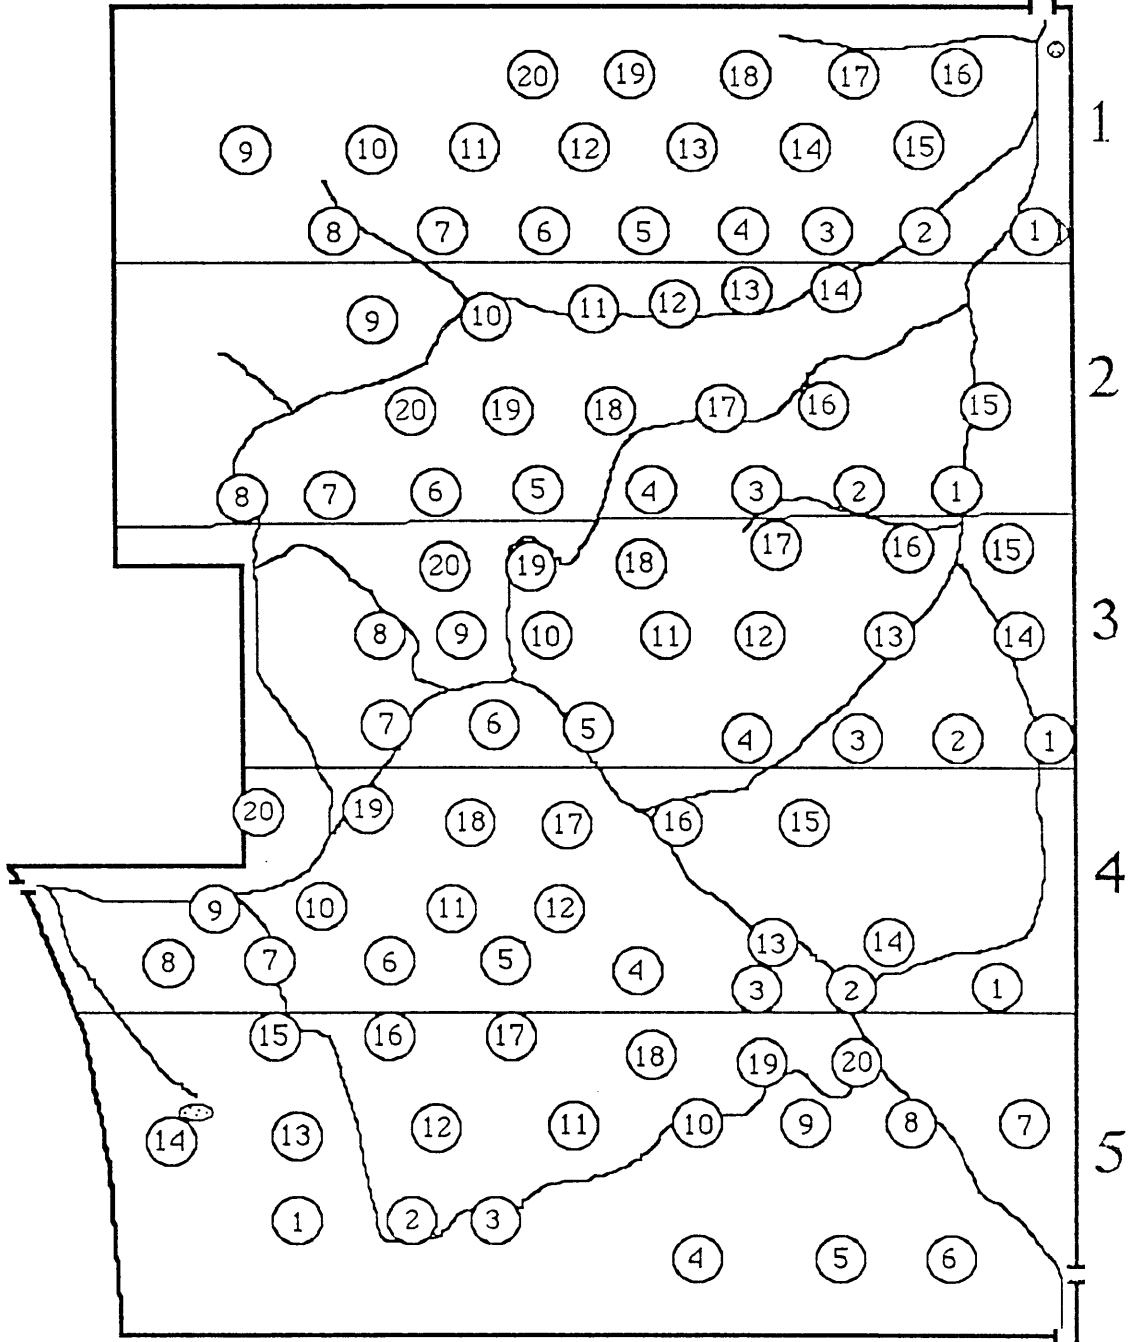 20 19 18 17 16
1
9 10 11 12 13 14 15
8 7 6 5 4 3 2 1
9 10 11 12 13 14
2
20 19 18 17 16 15
8 7 6 5 4 3 2 1
20 19 18 17 16 15
3
8 9 10 11 12 13 14
7 6 5 4 3 2 1
20 19 18 17 16 15
4
9 10 11 12 13 14
8 7 6 5 4 3 2 1
15 16 17 18 19 20
14 13 12 11 10 9 8 7
5
1 2 3
4 5 6